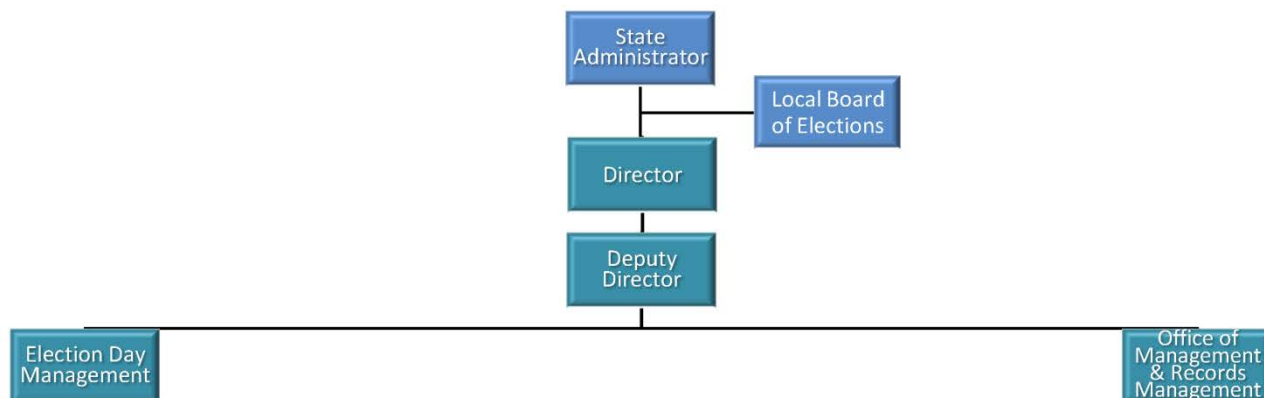 State
Administrator
Local Board
of Elections
Director
Deputy
Director
Election Day
Management
Office of
Management
& Records
Management